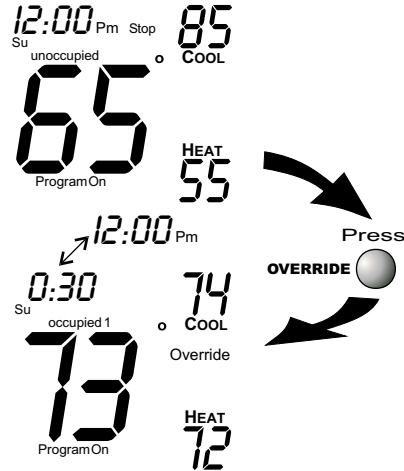 12:00 Pm Stop
Su
unoccupied
65°
85
COOL
HEAT
55
Program On
Press
OVERRIDE
12:00 Pm
0:30
Su
occupied 1
73°
74
COOL
Override
HEAT
72
Program On